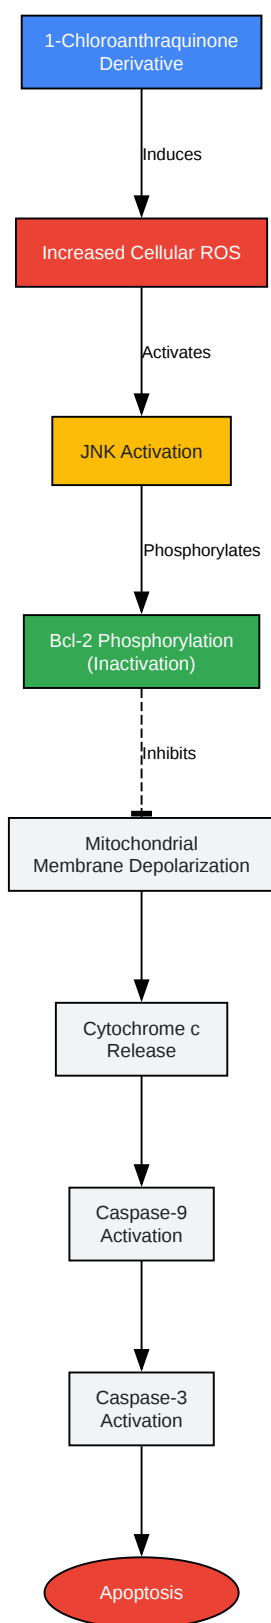 1-Chloroanthraquinone
Derivative
Induces
Increased Cellular ROS
Activates
JNK Activation
Phosphorylates
Bcl-2 Phosphorylation
(Inactivation)
Inhibits
Mitochondrial
Membrane Depolarization
Cytochrome c
Release
Caspase-9
Activation
Caspase-3
Activation
Apoptosis